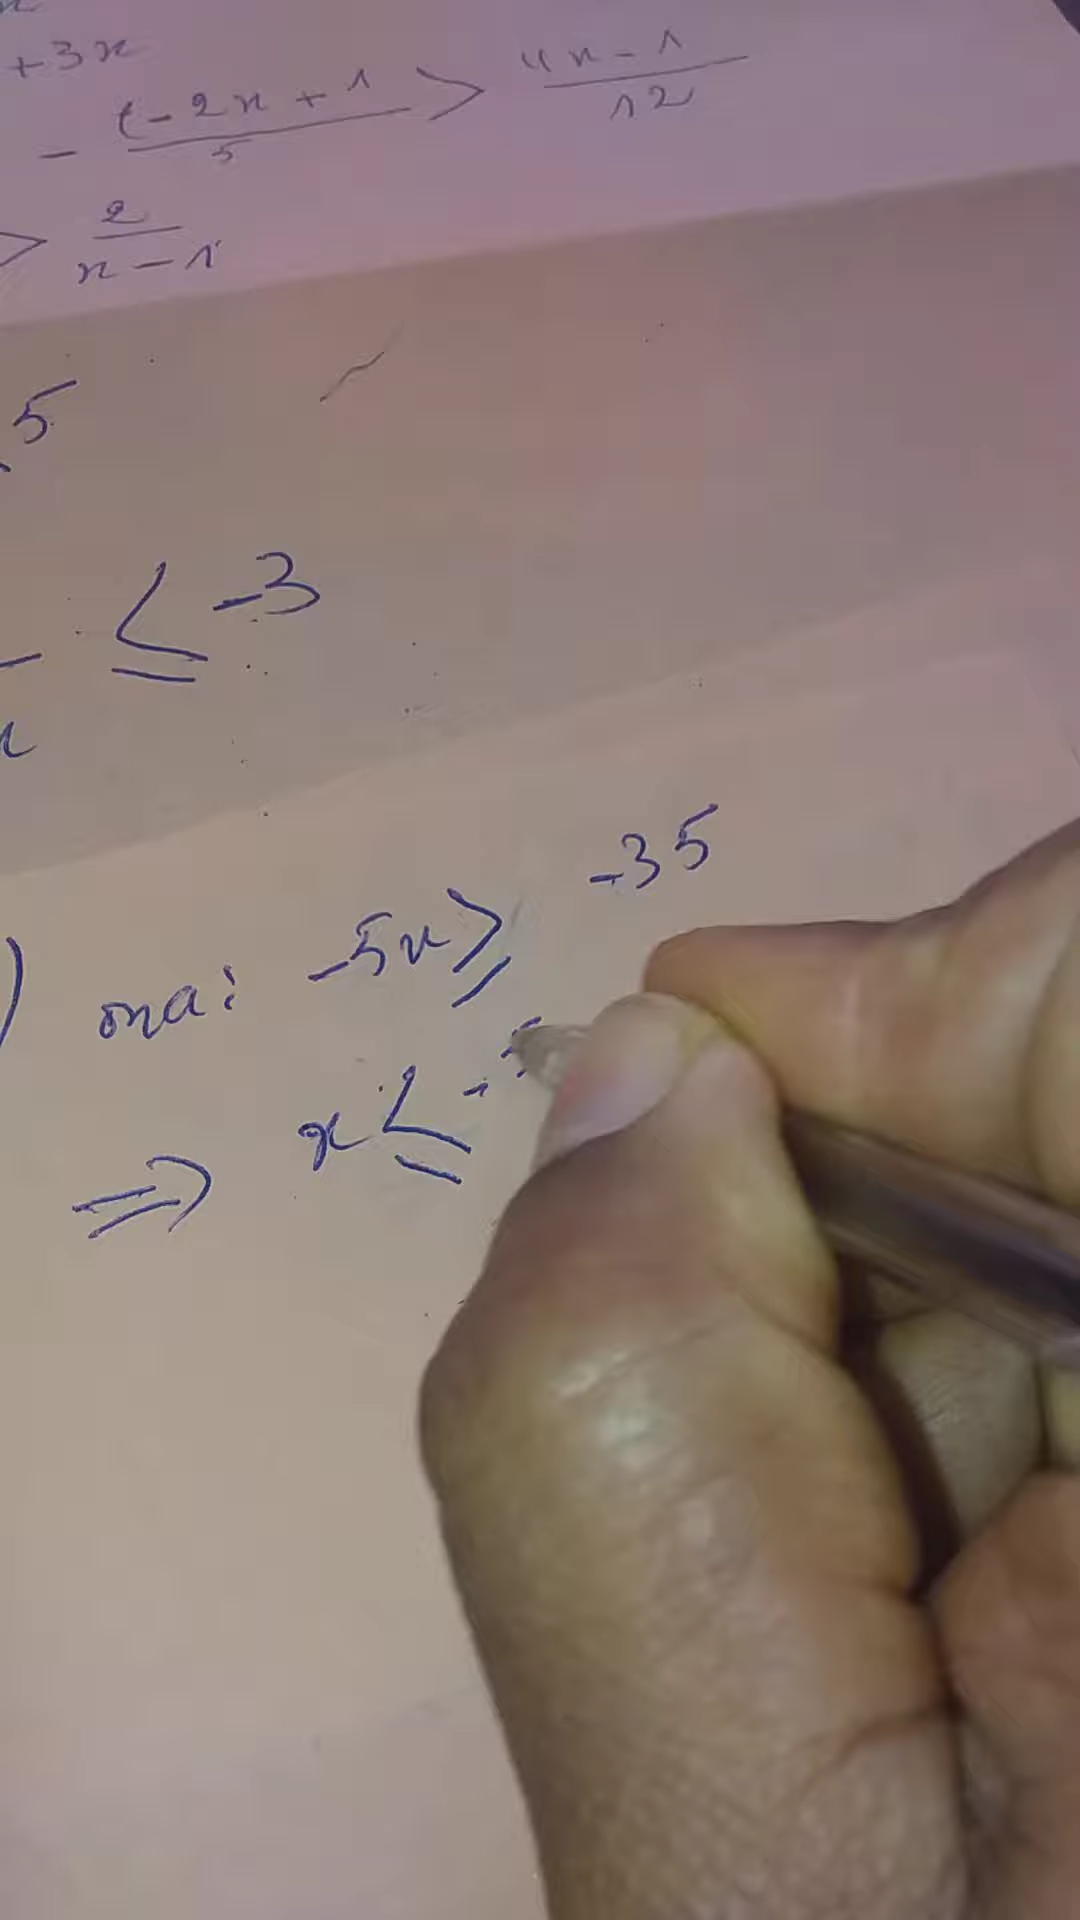 +3x
- (-2x+1/5 > 4x-1/12
> 2/x-1
5
≤ -3
x
) ona: -5x ≥ -35
⇒ x ≤ -